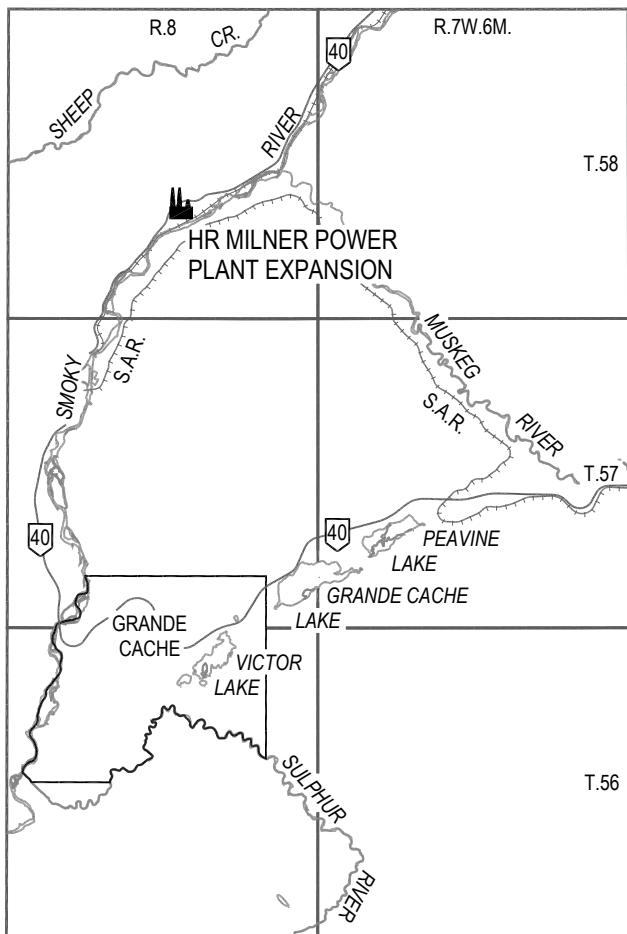 R.8
R.7W.6M.
SHEEP CR.
40
RIVER
T.58
HR MILNER POWER
PLANT EXPANSION
MUSKEG
RIVER
SMOKY
S.A.R.
S.A.R.
T.57
40
40
PEAVINE
LAKE
GRANDE CACHE
LAKE
GRANDE
CACHE
VICTOR
LAKE
SULPHUR
RIVER
T.56